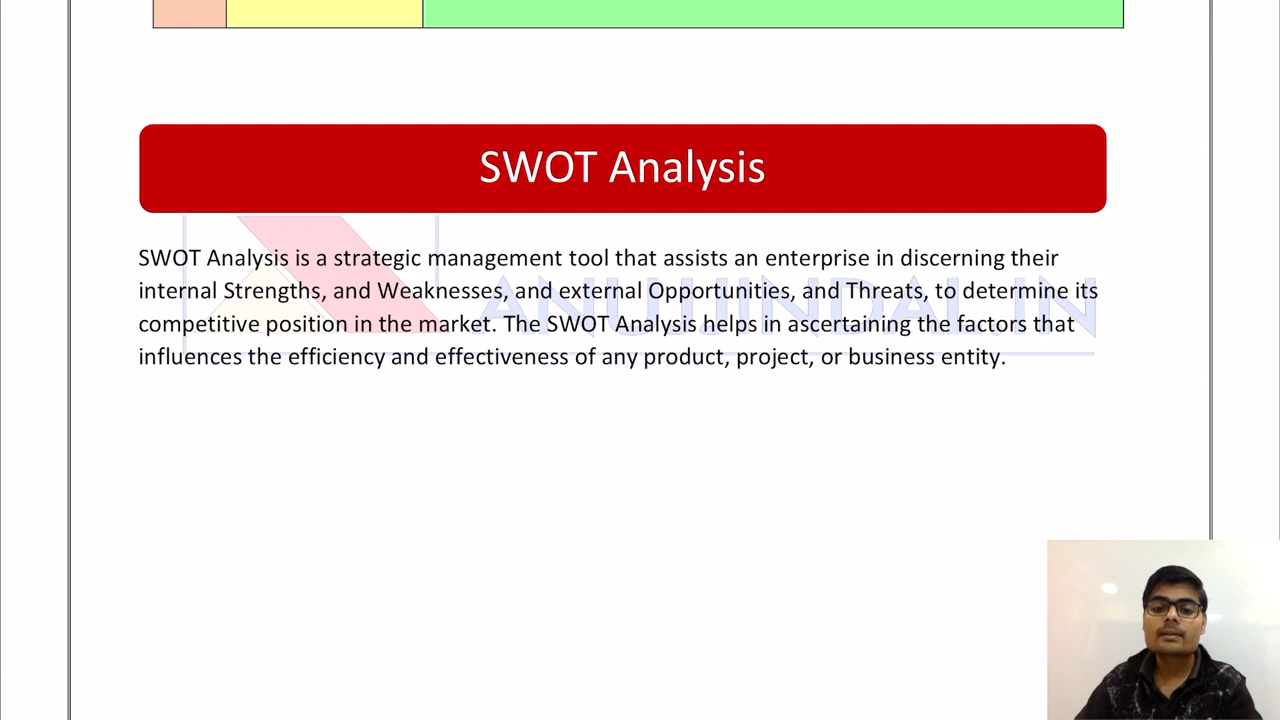 SWOT Analysis
SWOT Analysis is a strategic management tool that assists an enterprise in discerning their
internal Strengths, and Weaknesses, and external Opportunities, and Threats, to determine its
competitive position in the market. The SWOT Analysis helps in ascertaining the factors that
influences the efficiency and effectiveness of any product, project, or business entity.
ANUJJINDAL.IN